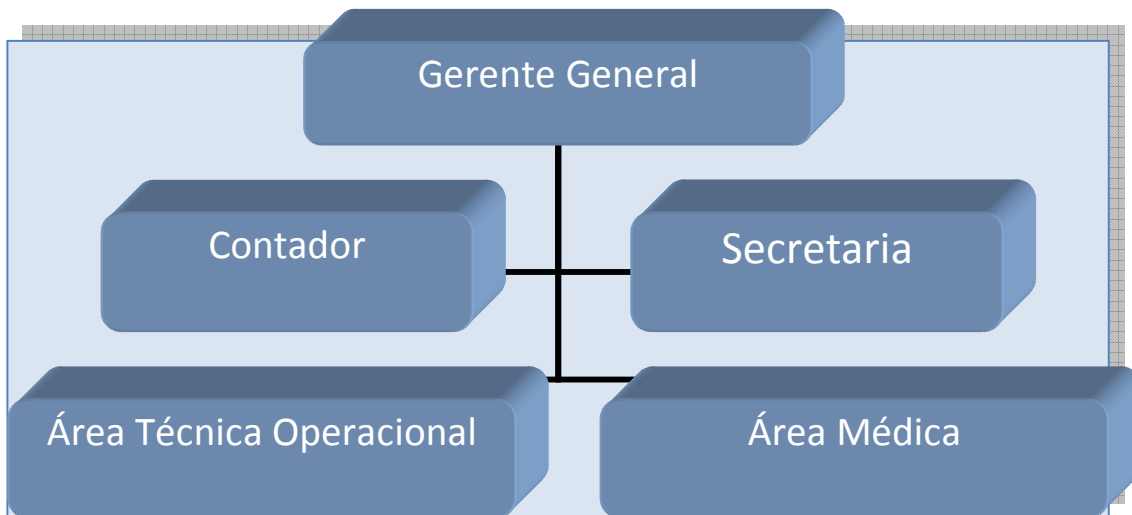 Gerente General
Contador
Secretaria
Área Técnica Operacional
Área Médica